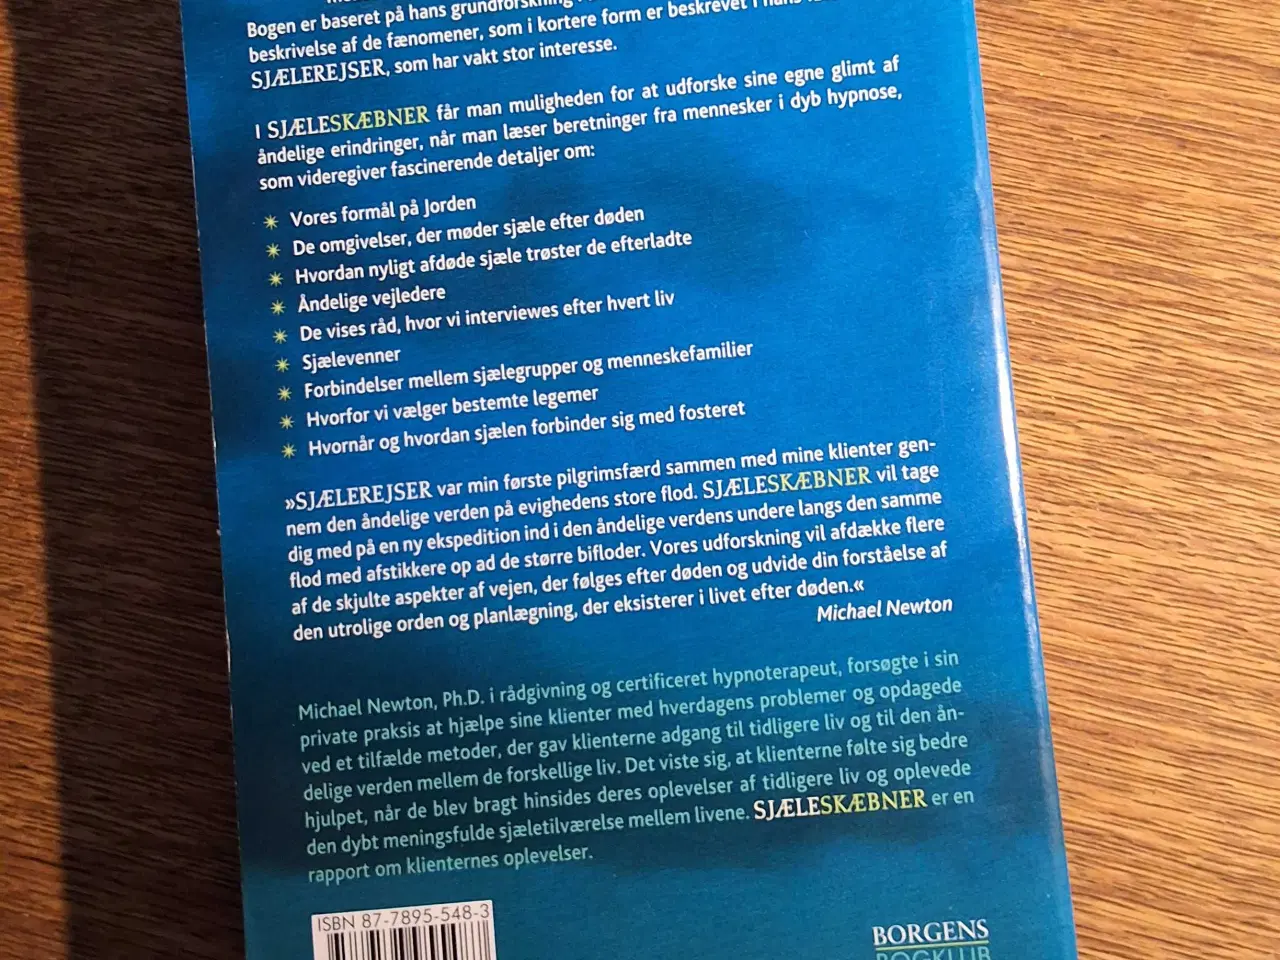 Bogen er baseret på hans grundforskning
beskrivelse af de fænomener, som i kortere form er beskrevet i hans
SJÆLEREJSER, som har vakt stor interesse.
I SJÆLESKÆBNER får man muligheden for at udforske sine egne glimt af
åndelige erindringer, når man læser beretninger fra mennesker i dyb hypnose,
som videregiver fascinerende detaljer om:
Vores formål på Jorden
De omgivelser, der møder sjæle efter døden
Hvordan nyligt afdøde sjæle trøster de efterladte
Åndelige vejledere
De vises råd, hvor vi interviewes efter hvert liv
Sjælevenner
Forbindelser mellem sjælegrupper og menneskefamilier
Hvorfor vi vælger bestemte legemer
Hvornår og hvordan sjælen forbinder sig med fosteret
»SJÆLEREJSER var min første pilgrimsfærd sammen med mine klienter gen-
nem den åndelige verden på evighedens store flod. SJÆLESKÆBNER vil tage
dig med på en ny ekspedition ind i den åndelige verdens undere langs den samme
flod med afstikkere op ad de større bifloder. Vores udforskning vil afdække flere
af de skjulte aspekter af vejen, der følges efter døden og udvide din forståelse af
den utrolige orden og planlægning, der eksisterer i livet efter døden.«
Michael Newton
Michael Newton, Ph.D. i rådgivning og certificeret hypnoterapeut, forsøgte i sin
private praksis at hjælpe sine klienter med hverdagens problemer og opdagede
ved et tilfælde metoder, der gav klienterne adgang til tidligere liv og til den ån-
delige verden mellem de forskellige liv. Det viste sig, at klienterne følte sig bedre
hjulpet, når de blev bragt hinsides deres oplevelser af tidligere liv og oplevede
den dybt meningsfulde sjæletilværelse mellem livene. SJÆLESKÆBNER er en
rapport om klienternes oplevelser.
ISBN 87-7895-548-3
BORGENS
BOGKLUB